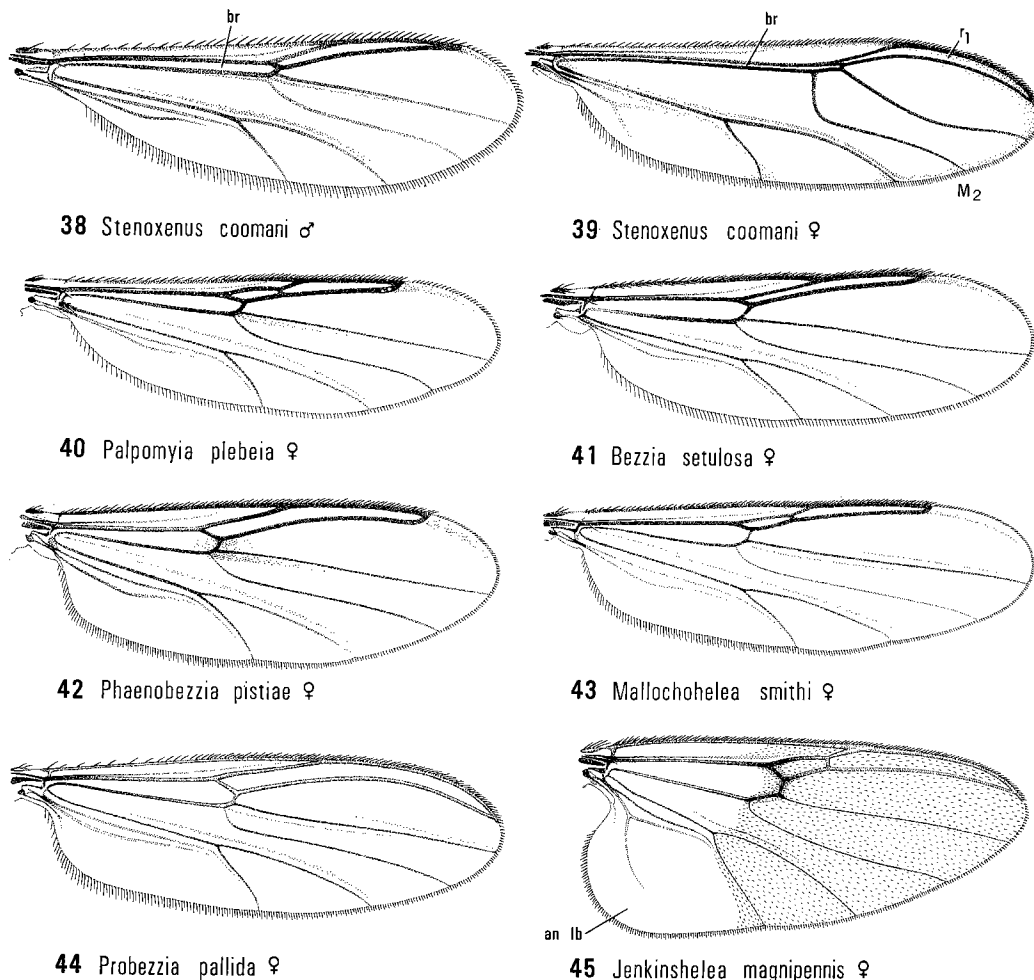 br
br
r1
M2
38 Stenoxenus coomani ♂
39 Stenoxenus coomani ♀
40 Palpomyia plebeia ♀
41 Bezzia setulosa ♀
42 Phaenobezzia pistiae ♀
43 Mallochohelea smithi ♀
an lb
44 Probezzia pallida ♀
45 Jenkinshelea magnipennis ♀